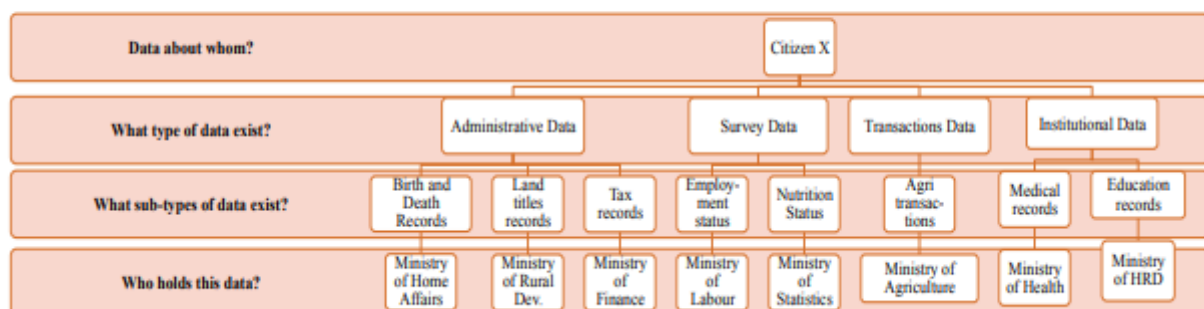 Data about whom?
Citizen X
What type of data exist?
Administrative Data
Survey Data
Transactions Data
Institutional Data
What sub-types of data exist?
Birth and
Death
Records
Land
titles
records
Tax
records
Employ-
ment
status
Nutrition
Status
Agri
transac-
tions
Medical
records
Education
records
Who holds this data?
Ministry
of Home
Affairs
Ministry
of Rural
Dev.
Ministry
of
Finance
Ministry
of
Labour
Ministry
of
Statistics
Ministry of
Agriculture
Ministry
of Health
Ministry
of HRD